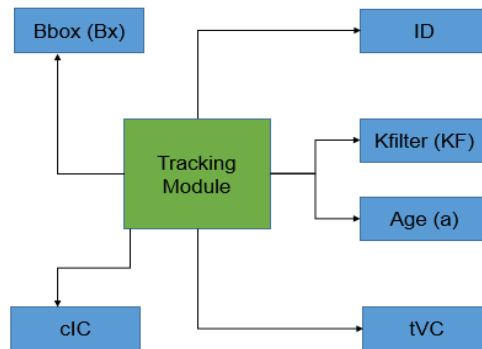 Bbox (Bx)
ID
Kfilter (KF)
Tracking
Module
Age (a)
cIC
tVC